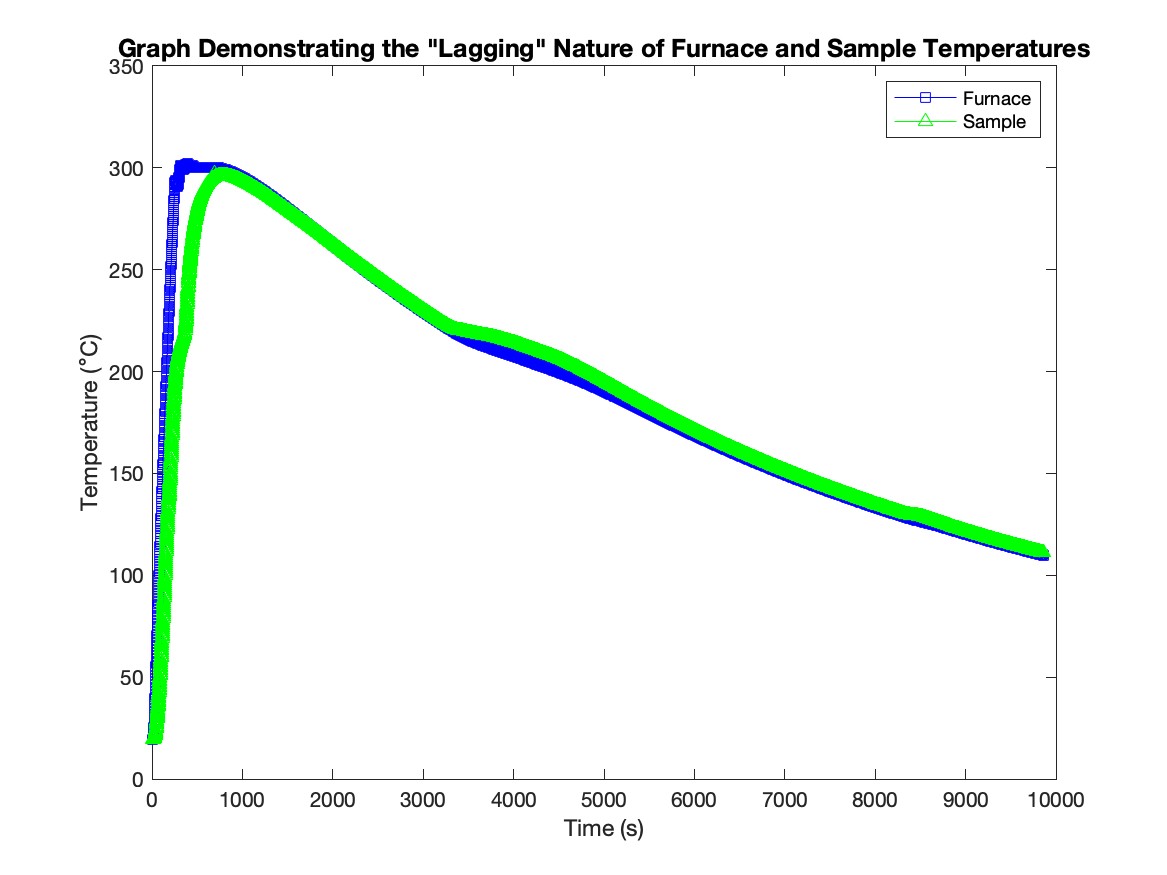 Graph Demonstrating the "Lagging" Nature of Furnace and Sample Temperatures
350
300
250
200
150
100
50
0
Temperature (°C)
Furnace
Sample
0 1000 2000 3000 4000 5000 6000 7000 8000 9000 10000
Time (s)